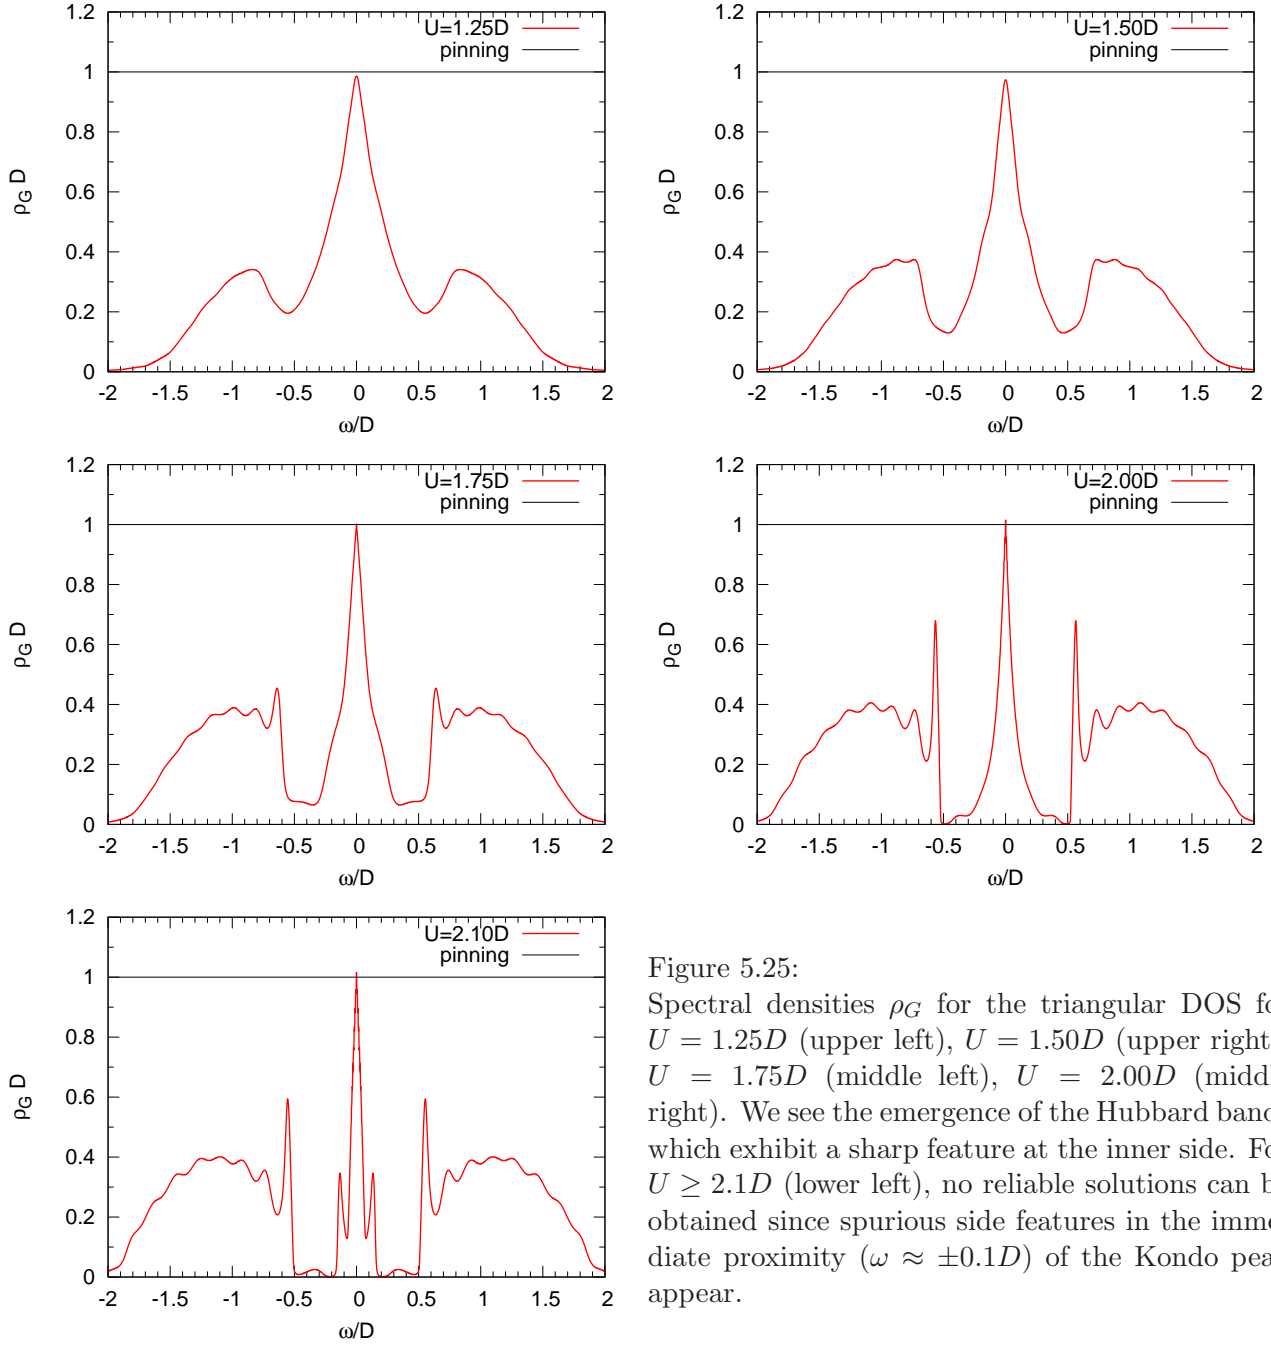 1.2
1
0.8
0.6
0.4
0.2
0
ρG D
U=1.25D
pinning
-2 -1.5 -1 -0.5 0 0.5 1 1.5 2
ω/D
1.2
1
0.8
0.6
0.4
0.2
0
ρG D
U=1.50D
pinning
-2 -1.5 -1 -0.5 0 0.5 1 1.5 2
ω/D
1.2
1
0.8
0.6
0.4
0.2
0
ρG D
U=1.75D
pinning
-2 -1.5 -1 -0.5 0 0.5 1 1.5 2
ω/D
1.2
1
0.8
0.6
0.4
0.2
0
ρG D
U=2.00D
pinning
-2 -1.5 -1 -0.5 0 0.5 1 1.5 2
ω/D
1.2
1
0.8
0.6
0.4
0.2
0
ρG D
U=2.10D
pinning
-2 -1.5 -1 -0.5 0 0.5 1 1.5 2
ω/D
Figure 5.25:
Spectral densities ρG for the triangular DOS fo
U = 1.25D (upper left), U = 1.50D (upper right
U = 1.75D (middle left), U = 2.00D (middl
right). We see the emergence of the Hubbard band
which exhibit a sharp feature at the inner side. Fo
U ≥ 2.1D (lower left), no reliable solutions can b
obtained since spurious side features in the imme
diate proximity (ω ≈ ±0.1D) of the Kondo pea
appear.